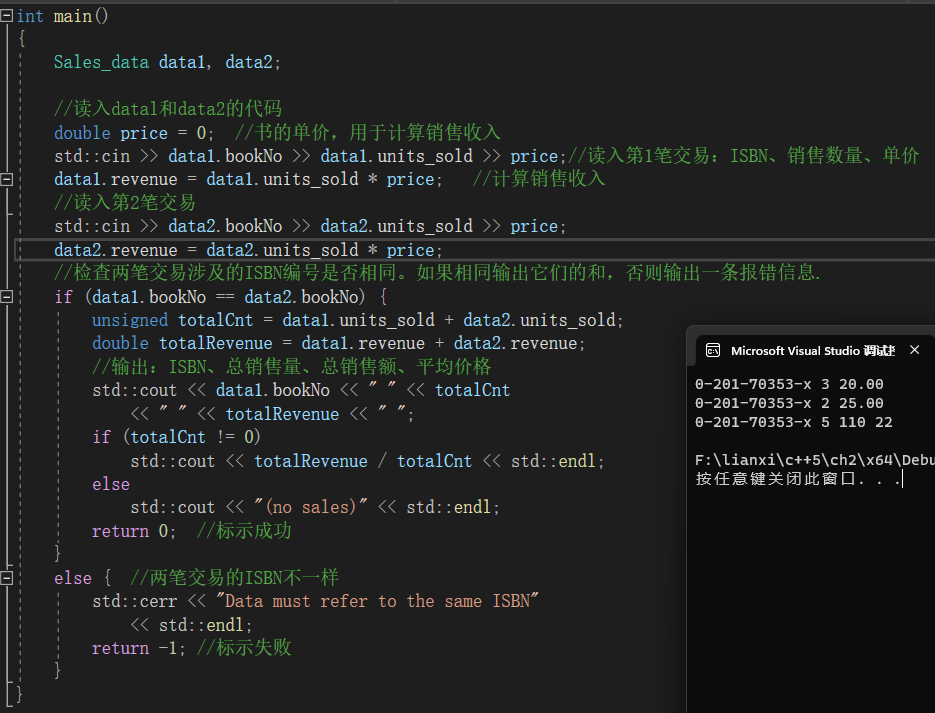 int main()
{
Sales_data data1, data2;
//读入data1和data2的代码
double price = 0;  //书的单价，用于计算销售收入
std::cin >> data1.bookNo >> data1.units_sold >> price;//读入第1笔交易：ISBN、销售数量、单价
data1.revenue = data1.units_sold * price;   //计算销售收入
//读入第2笔交易
std::cin >> data2.bookNo >> data2.units_sold >> price;
data2.revenue = data2.units_sold * price;
//检查两笔交易涉及的ISBN编号是否相同。如果相同输出它们的和，否则输出一条报错信息.
if (data1.bookNo == data2.bookNo) {
unsigned totalCnt = data1.units_sold + data2.units_sold;
double totalRevenue = data1.revenue + data2.revenue;
//输出：ISBN、总销售量、总销售额、平均价格
std::cout << data1.bookNo << " " << totalCnt
<< " " << totalRevenue << " ";
if (totalCnt != 0)
std::cout << totalRevenue / totalCnt << std::endl;
else
std::cout << "(no sales)" << std::endl;
return 0;  //标示成功
}
else {  //两笔交易的ISBN不一样
std::cerr << "Data must refer to the same ISBN"
<< std::endl;
return -1; //标示失败
}
}
Microsoft Visual Studio 调试
0-201-70353-x 3 20.00
0-201-70353-x 2 25.00
0-201-70353-x 5 110 22
F:\lianxi\c++5\ch2\x64\Debu
按任意键关闭此窗口. . .